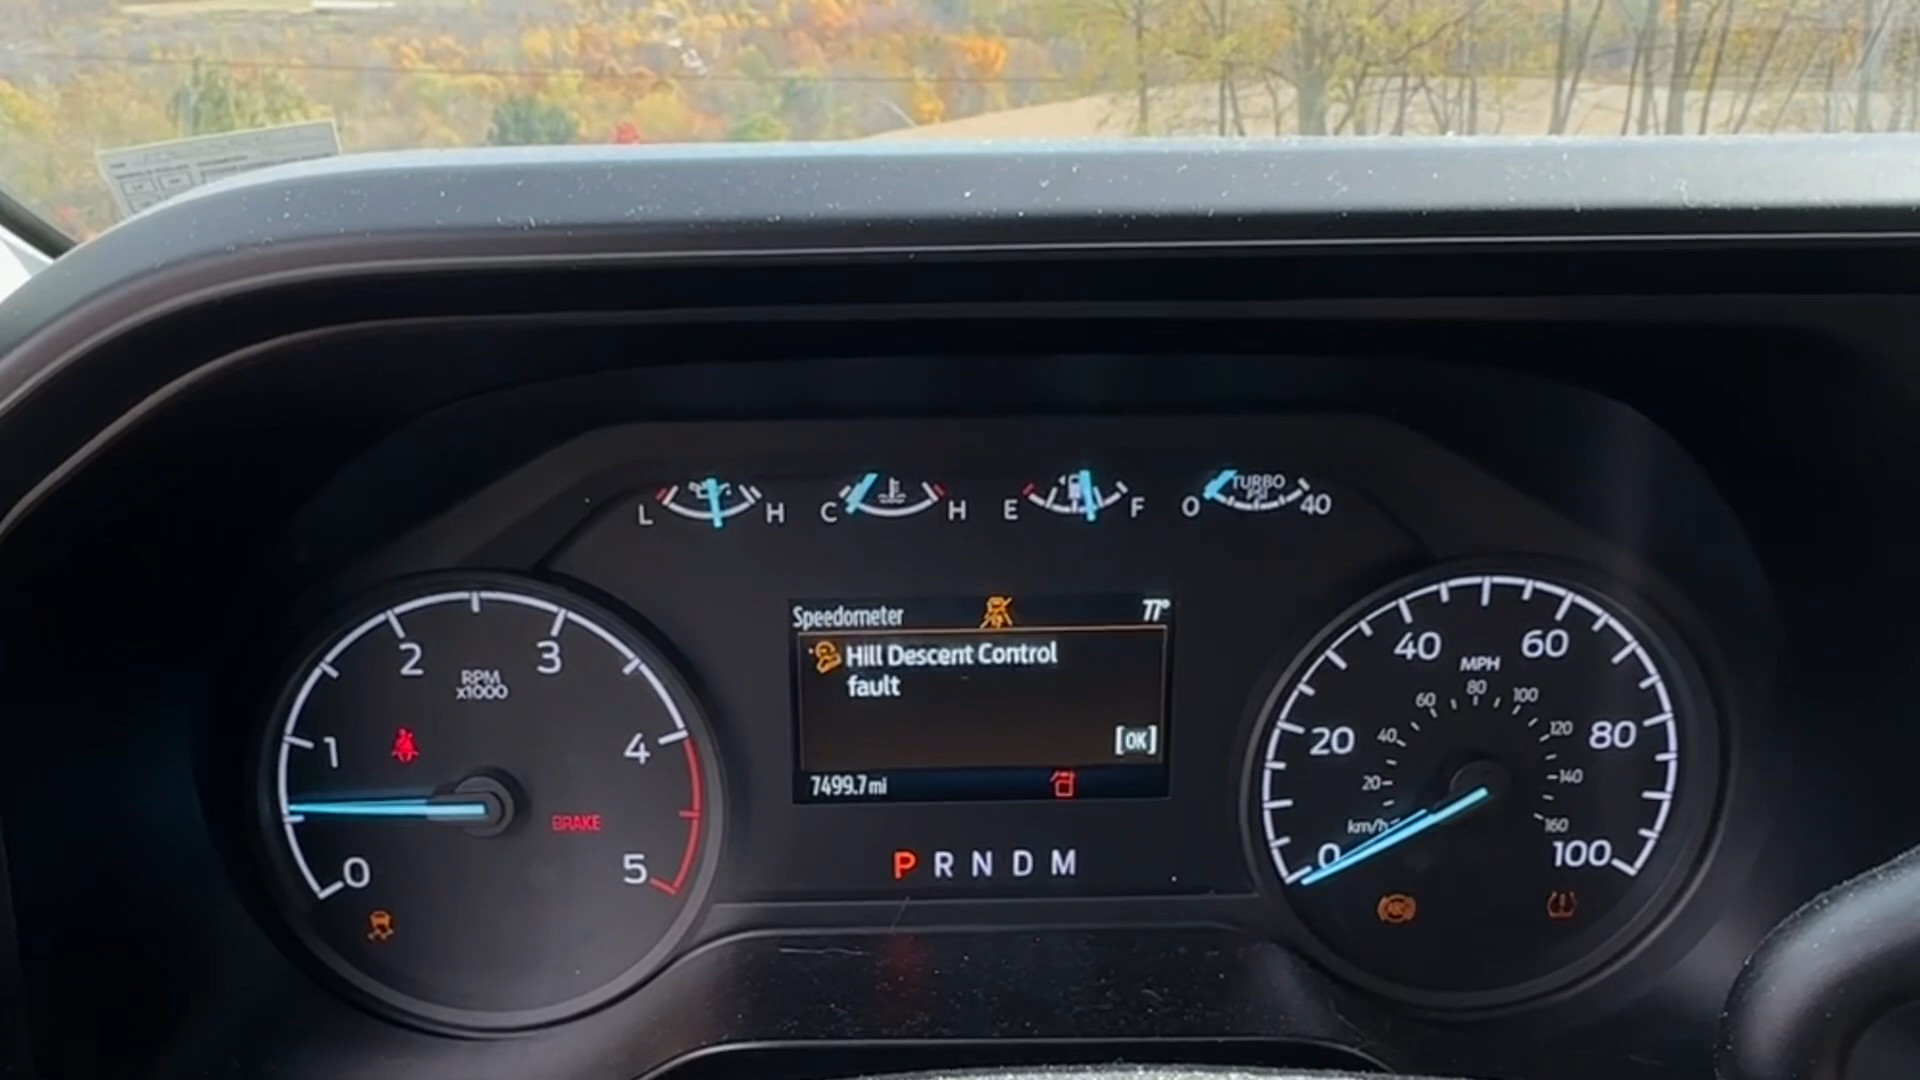 L H C H E F 0 TURBO PSI 40
Speedometer 77°
Hill Descent Control
fault
[OK]
7499.7 mi
P R N D M
0 1 2 3 4 5
RPM
x1000
BRAKE
0 20 40 60 80 100
MPH
20 40 60 80 100 120 140 160
km/h
ABS